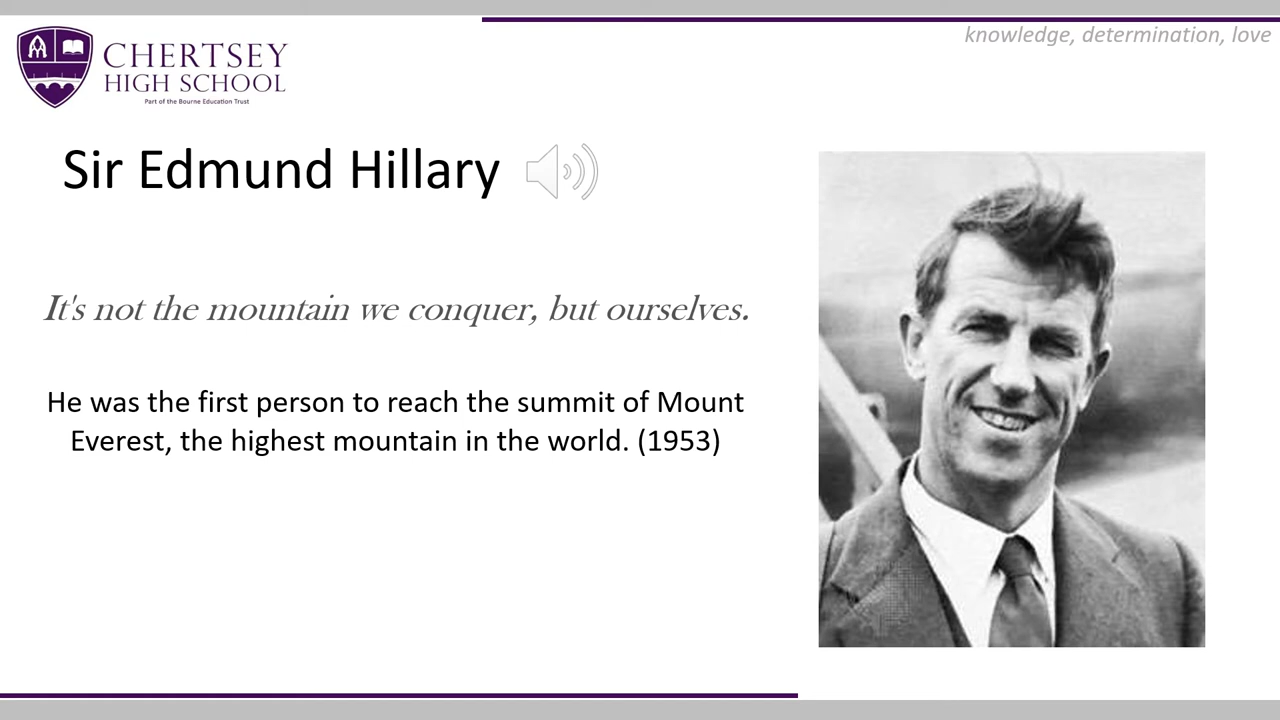 knowledge, determination, love
CHERTSEY
HIGH SCHOOL
Part of the Bourne Education Trust
Sir Edmund Hillary
It's not the mountain we conquer, but ourselves.
He was the first person to reach the summit of Mount
Everest, the highest mountain in the world. (1953)